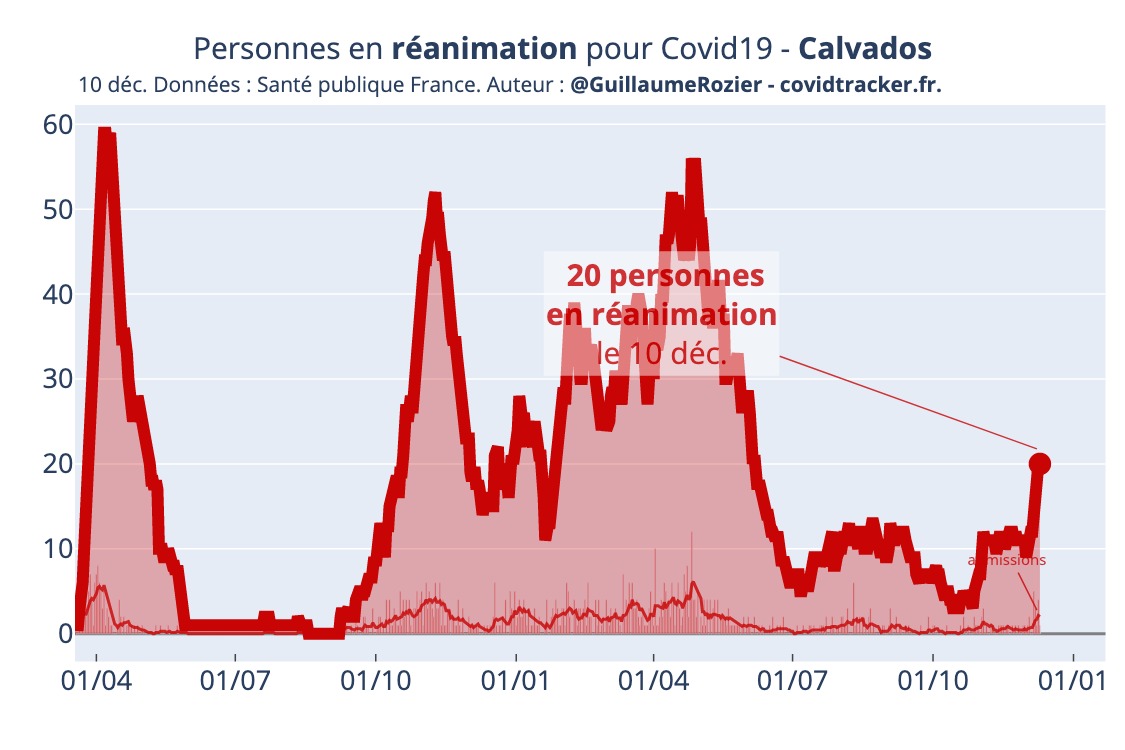 Personnes en réanimation pour Covid19 - Calvados
10 déc. Données : Santé publique France. Auteur : @GuillaumeRozier - covidtracker.fr.
60
50
40
30
20
10
0
20 personnes
en réanimation
le 10 déc.
admissions
01/04
01/07
01/10
01/01
01/04
01/07
01/10
01/01